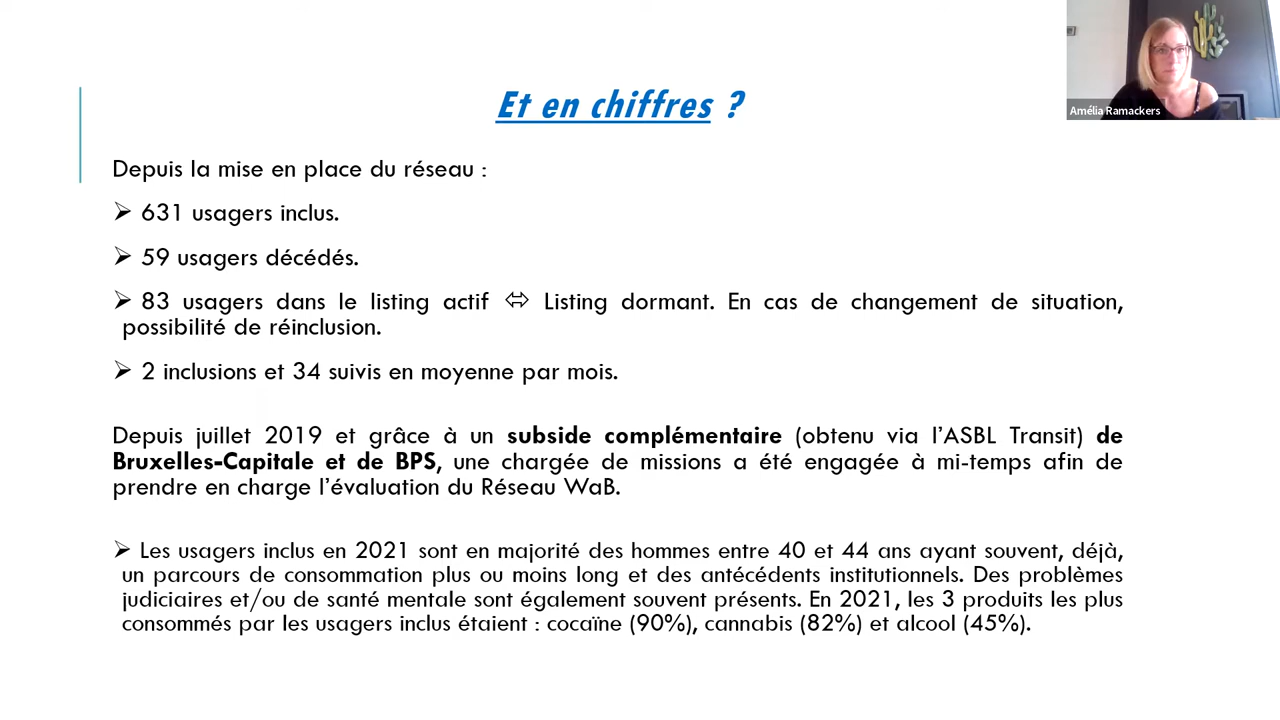 Et en chiffres ?
Amélia Ramackers
Depuis la mise en place du réseau :
➢ 631 usagers inclus.
➢ 59 usagers décédés.
➢ 83 usagers dans le listing actif ⬄ Listing dormant. En cas de changement de situation,
possibilité de réinclusion.
➢ 2 inclusions et 34 suivis en moyenne par mois.
Depuis juillet 2019 et grâce à un subside complémentaire (obtenu via l’ASBL Transit) de
Bruxelles-Capitale et de BPS, une chargée de missions a été engagée à mi-temps afin de
prendre en charge l’évaluation du Réseau WaB.
➢ Les usagers inclus en 2021 sont en majorité des hommes entre 40 et 44 ans ayant souvent, déjà,
un parcours de consommation plus ou moins long et des antécédents institutionnels. Des problèmes
judiciaires et/ou de santé mentale sont également souvent présents. En 2021, les 3 produits les plus
consommés par les usagers inclus étaient : cocaïne (90%), cannabis (82%) et alcool (45%).